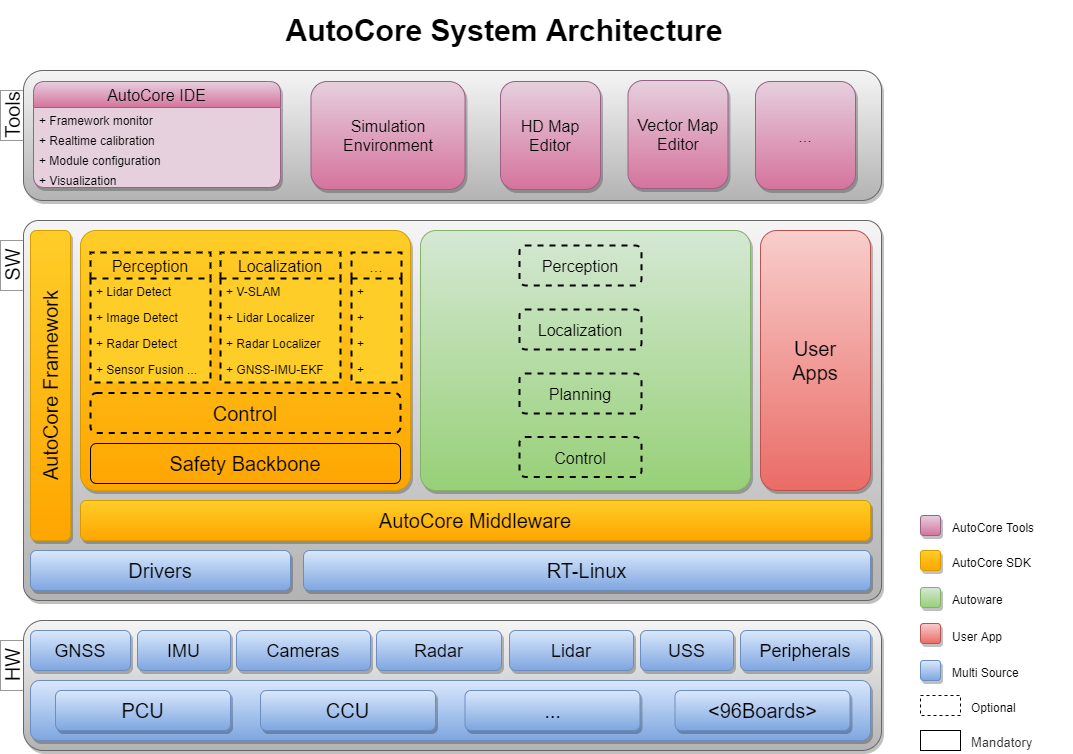 AutoCore System Architecture
Tools
AutoCore IDE
+ Framework monitor
+ Realtime calibration
+ Module configuration
+ Visualization
Simulation
Environment
HD Map
Editor
Vector Map
Editor
...
SW
AutoCore Framework
Perception
+ Lidar Detect
+ Image Detect
+ Radar Detect
+ Sensor Fusion ...
Localization
+ V-SLAM
+ Lidar Localizer
+ Radar Localizer
+ GNSS-IMU-EKF
...
+
+
+
+
Control
Safety Backbone
Perception
Localization
Planning
Control
User
Apps
AutoCore Middleware
Drivers
RT-Linux
HW
GNSS
IMU
Cameras
Radar
Lidar
USS
Peripherals
PCU
CCU
...
<96Boards>
AutoCore Tools
AutoCore SDK
Autoware
User App
Multi Source
Optional
Mandatory